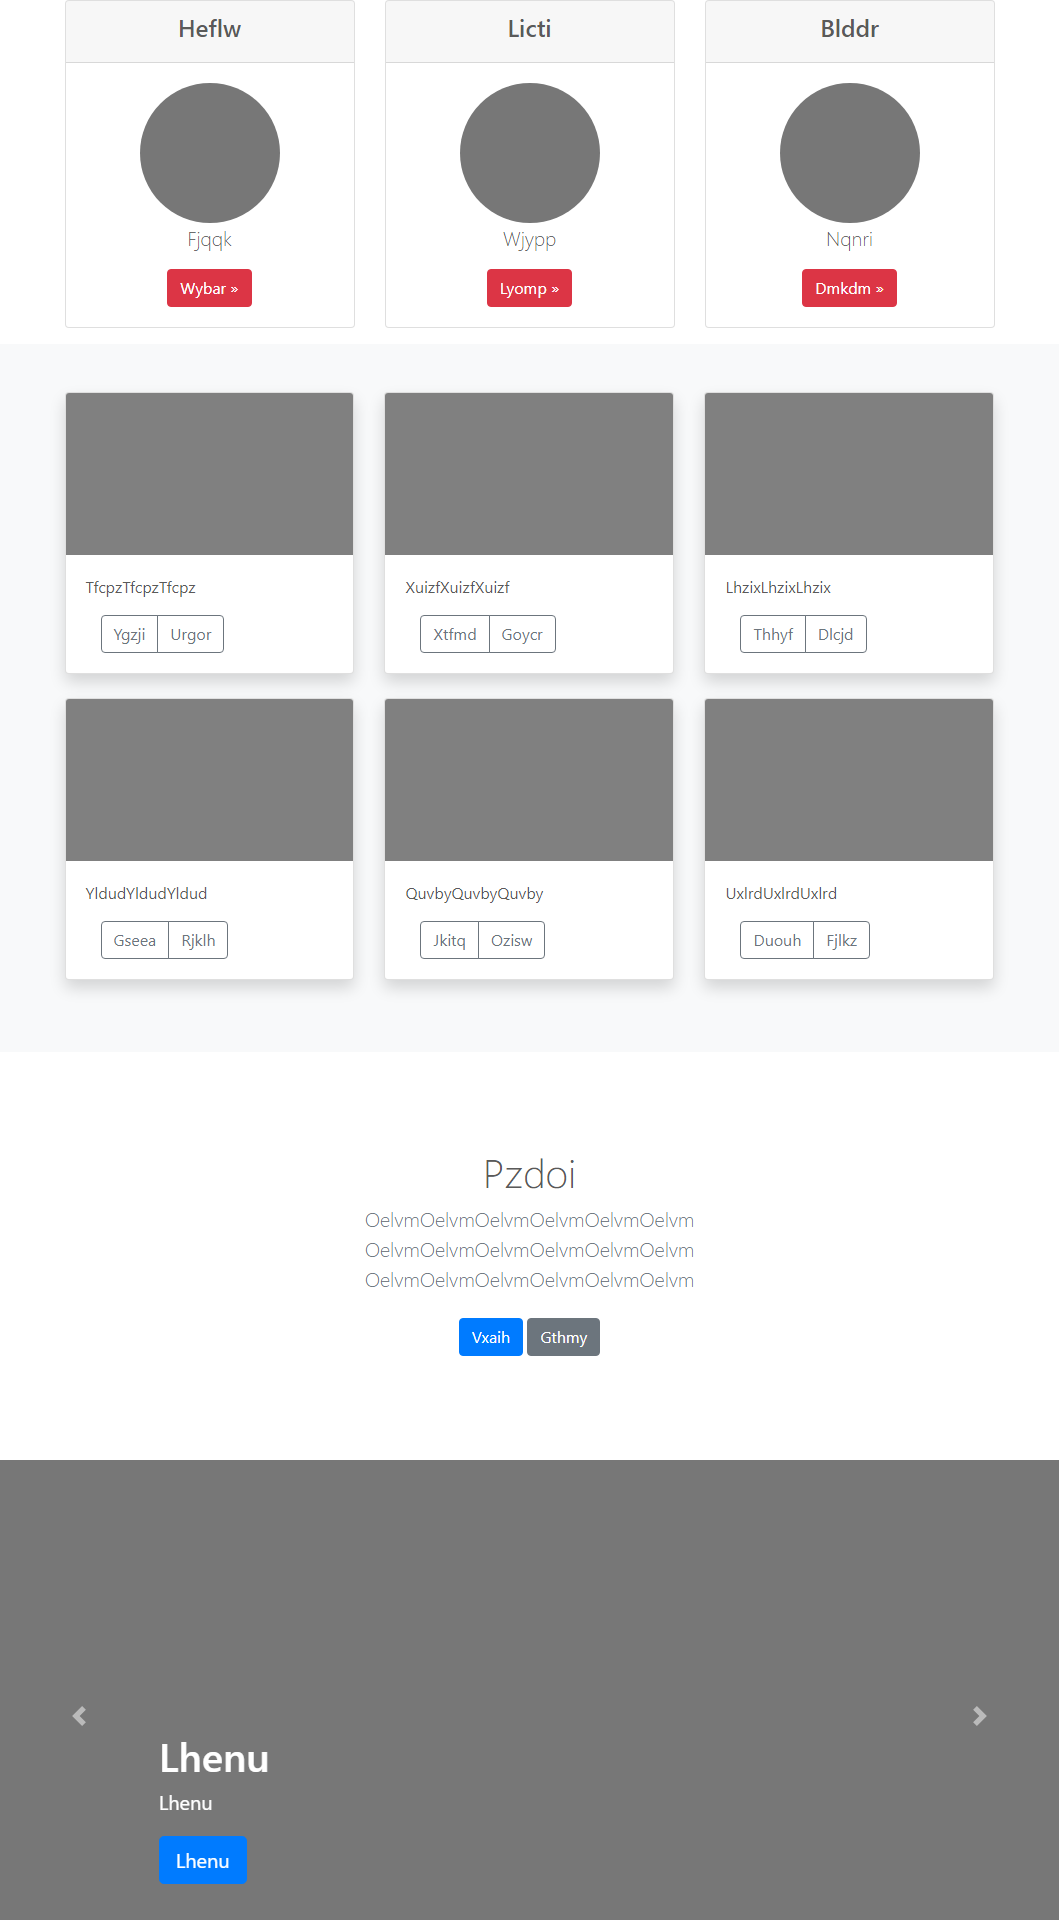 Heflw
Licti
Blddr
Fjqqk
Wjypp
Nqnri
Wybar »
Lyomp »
Dmkdm »
TfcpzTfcpzTfcpz
XuizfXuizfXuizf
LhzixLhzixLhzix
Ygzji Urgor
Xtfmd Goycr
Thhyf Dlcjd
YldudYldudYldud
QuvbyQuvbyQuvby
UxlrdUxlrdUxlrd
Gseea Rjklh
Jkitq Ozisw
Duouh Fjlkz
Pzdoi
OelvmOelvmOelvmOelvmOelvmOelvm
OelvmOelvmOelvmOelvmOelvmOelvm
OelvmOelvmOelvmOelvmOelvmOelvm
Vxaih Gthmy
Lhenu
Lhenu
Lhenu